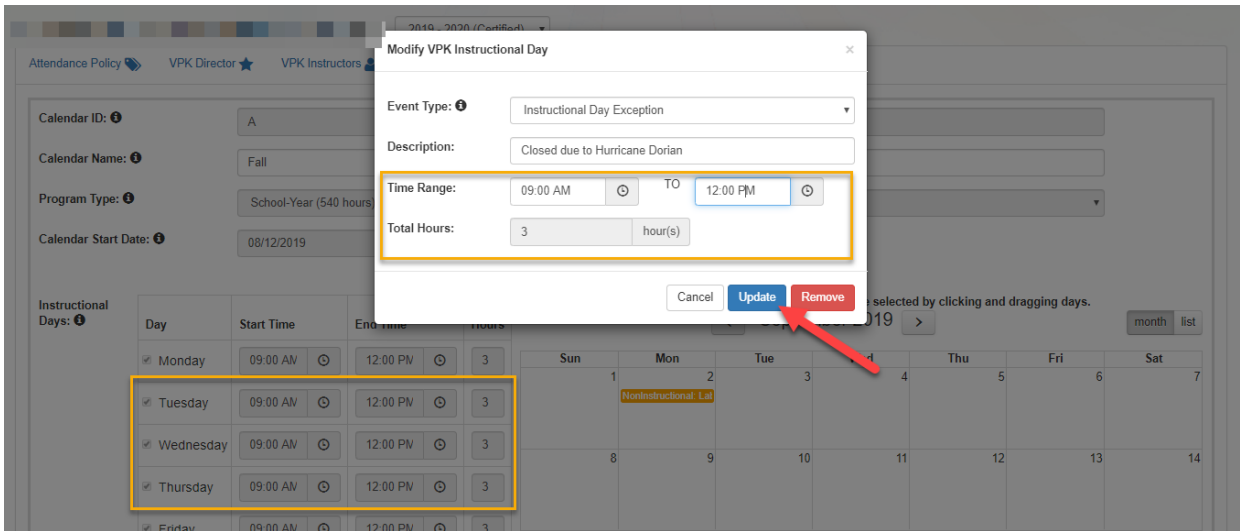 2019 - 2020 (Certified)
Modify VPK Instructional Day ×
Attendance Policy VPK Director VPK Instructors
Event Type: Instructional Day Exception
Description: Closed due to Hurricane Dorian
Time Range: 09:00 AM TO 12:00 PM
Total Hours: 3 hour(s)
Cancel Update Remove
Calendar ID: A
Calendar Name: Fall
Program Type: School-Year (540 hours)
Calendar Start Date: 08/12/2019
Instructional Days:
Day Start Time End Time Hours
Monday 09:00 AM 12:00 PM 3
Tuesday 09:00 AM 12:00 PM 3
Wednesday 09:00 AM 12:00 PM 3
Thursday 09:00 AM 12:00 PM 3
Friday 09:00 AM 12:00 PM 3
selected by clicking and dragging days.
< September 2019 > month list
Sun Mon Tue Wed Thu Fri Sat
1 2 3 4 5 6 7
NonInstructional: Lab
8 9 10 11 12 13 14